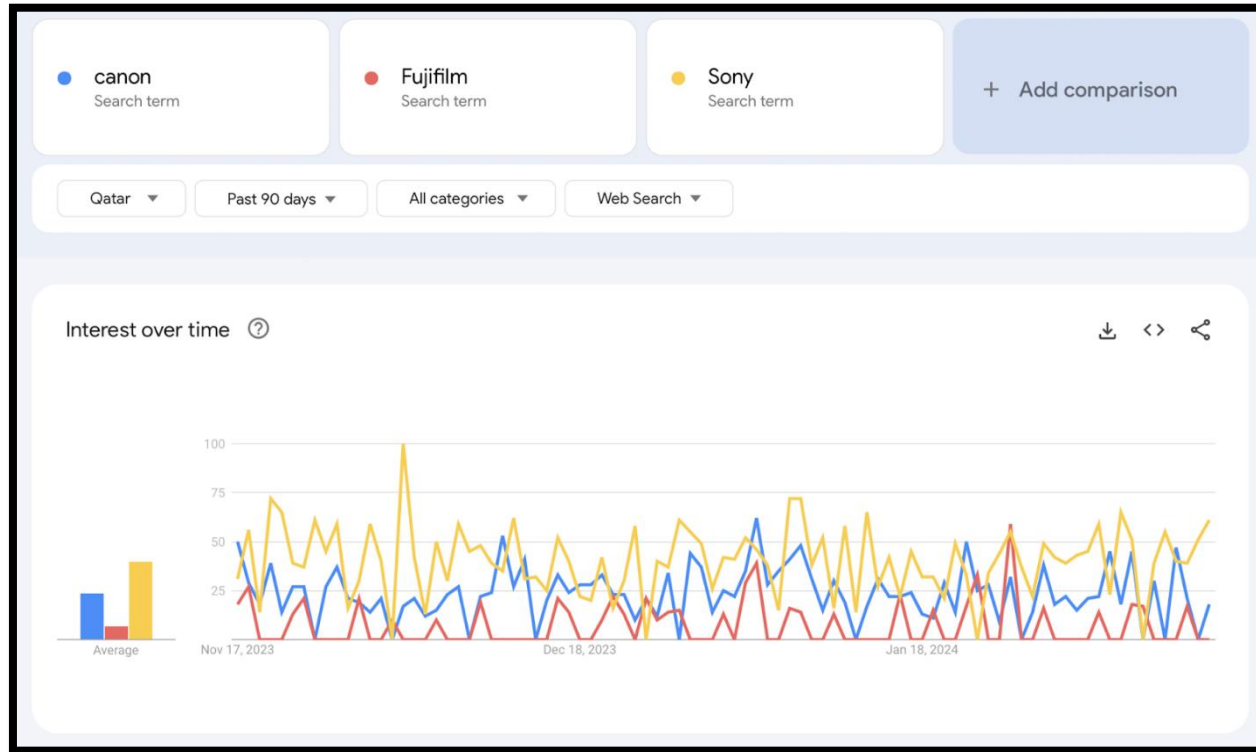 canon
Search term
Fujifilm
Search term
Sony
Search term
+ Add comparison
Qatar
Past 90 days
All categories
Web Search
Interest over time
100
75
50
25
Average
Nov 17, 2023
Dec 18, 2023
Jan 18, 2024